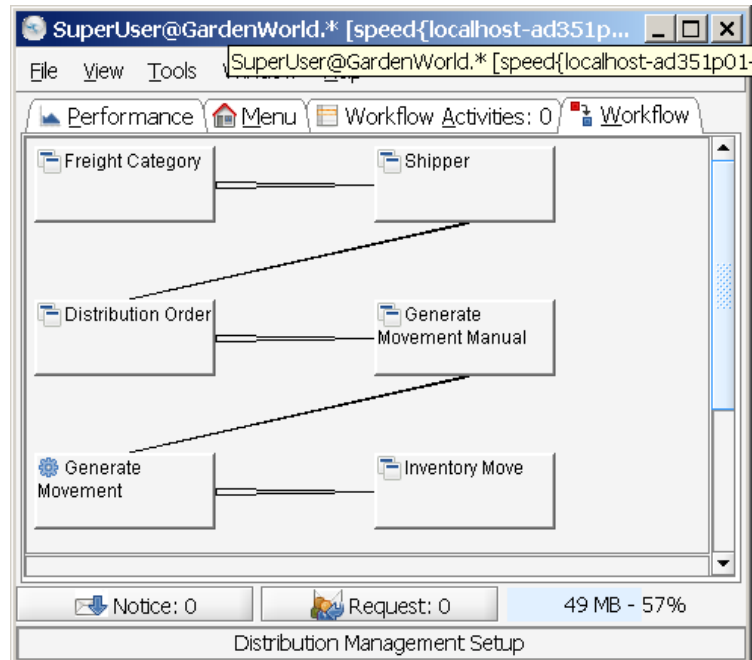 SuperUser@GardenWorld.* [speed{localhost-ad351p...
SuperUser@GardenWorld.* [speed{localhost-ad351p01-
File View Tools
Performance Menu Workflow Activities: 0 Workflow
Freight Category
Shipper
Distribution Order
Generate
Movement Manual
Generate
Movement
Inventory Move
Notice: 0 Request: 0 49 MB - 57%
Distribution Management Setup